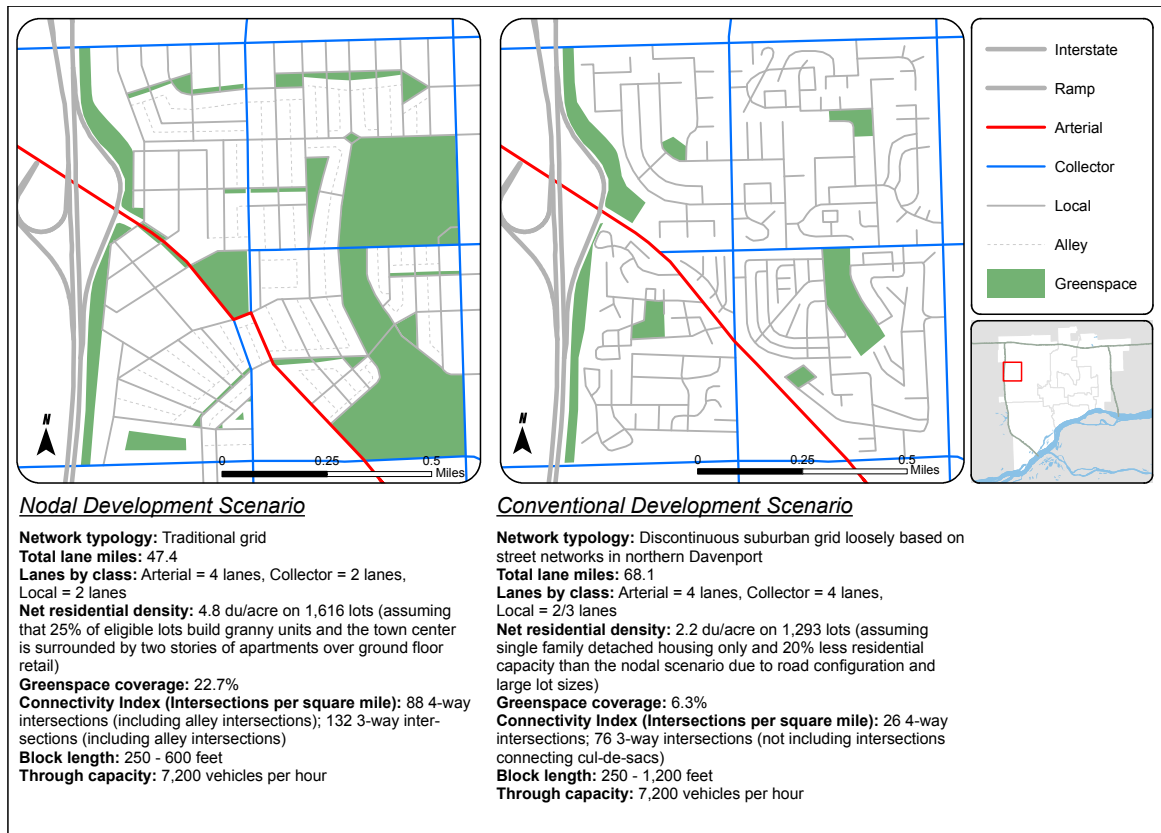 N
0
0.25
0.5
Miles
N
0
0.25
0.5
Miles
Interstate
Ramp
Arterial
Collector
Local
Alley
Greenspace
Nodal Development Scenario
Network typology: Traditional grid
Total lane miles: 47.4
Lanes by class: Arterial = 4 lanes, Collector = 2 lanes,
Local = 2 lanes
Net residential density: 4.8 du/acre on 1,616 lots (assuming
that 25% of eligible lots build granny units and the town center
is surrounded by two stories of apartments over ground floor
retail)
Greenspace coverage: 22.7%
Connectivity Index (Intersections per square mile): 88 4-way
intersections (including alley intersections); 132 3-way inter-
sections (including alley intersections)
Block length: 250 - 600 feet
Through capacity: 7,200 vehicles per hour
Conventional Development Scenario
Network typology: Discontinuous suburban grid loosely based on
street networks in northern Davenport
Total lane miles: 68.1
Lanes by class: Arterial = 4 lanes, Collector = 4 lanes,
Local = 2/3 lanes
Net residential density: 2.2 du/acre on 1,293 lots (assuming
single family detached housing only and 20% less residential
capacity than the nodal scenario due to road configuration and
large lot sizes)
Greenspace coverage: 6.3%
Connectivity Index (Intersections per square mile): 26 4-way
intersections; 76 3-way intersections (not including intersections
connecting cul-de-sacs)
Block length: 250 - 1,200 feet
Through capacity: 7,200 vehicles per hour